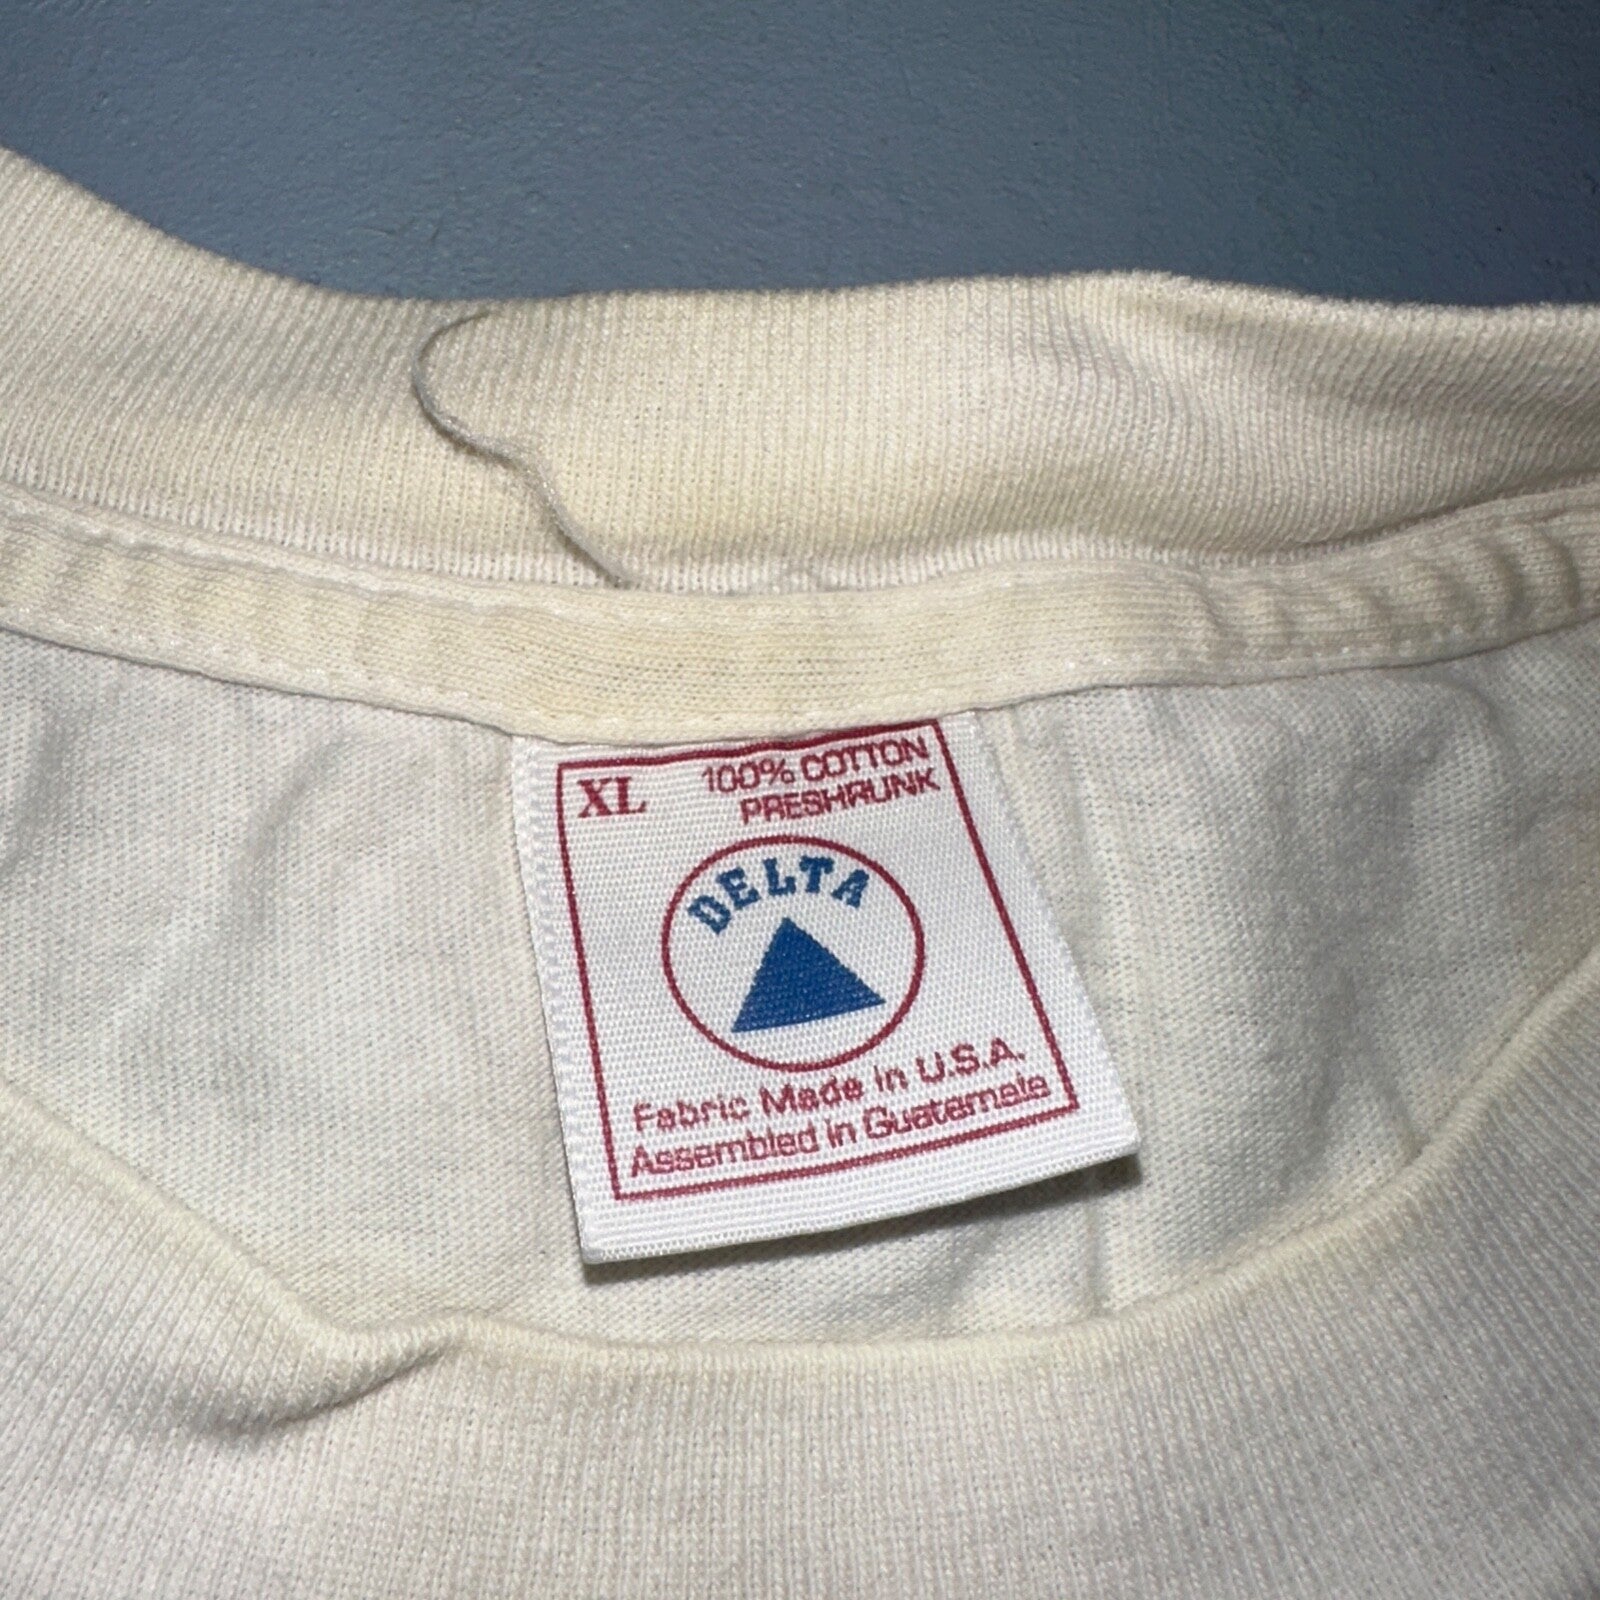 XL
100% COTTON
PRESHRUNK
DELTA
Fabric Made in U.S.A.
Assembled in Guatemala